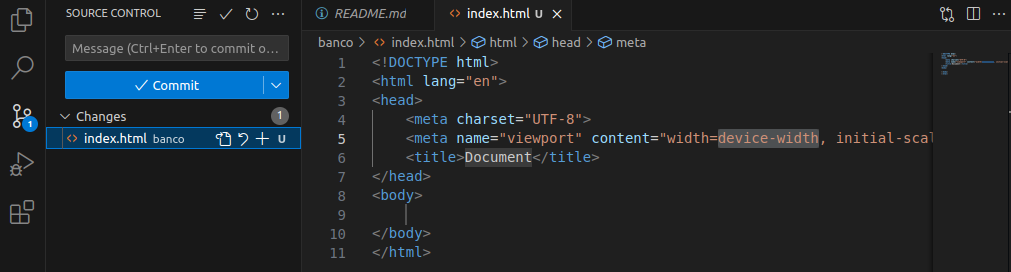 SOURCE CONTROL
Message (Ctrl+Enter to commit o...
Commit
Changes 1
index.html banco U
1
README.md
index.html U
banco > index.html > html > head > meta
1 <!DOCTYPE html>
2 <html lang="en">
3 <head>
4 <meta charset="UTF-8">
5 <meta name="viewport" content="width=device-width, initial-scal
6 <title>Document</title>
7 </head>
8 <body>
9
10 </body>
11 </html>